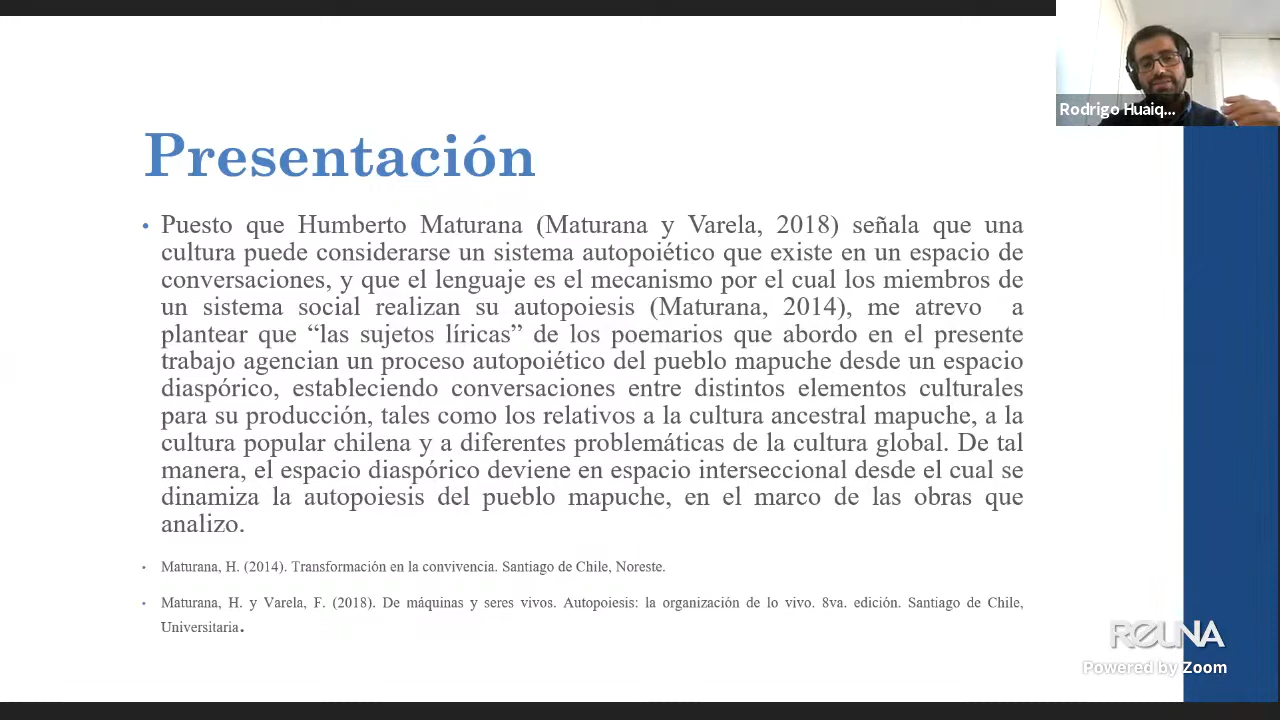 Rodrigo Huaiq...
Presentación
• Puesto que Humberto Maturana (Maturana y Varela, 2018) señala que una
cultura puede considerarse un sistema autopoiético que existe en un espacio de
conversaciones, y que el lenguaje es el mecanismo por el cual los miembros de
un sistema social realizan su autopoiesis (Maturana, 2014), me atrevo a
plantear que “las sujetos líricas” de los poemarios que abordo en el presente
trabajo agencian un proceso autopoiético del pueblo mapuche desde un espacio
diaspórico, estableciendo conversaciones entre distintos elementos culturales
para su producción, tales como los relativos a la cultura ancestral mapuche, a la
cultura popular chilena y a diferentes problemáticas de la cultura global. De tal
manera, el espacio diaspórico deviene en espacio interseccional desde el cual se
dinamiza la autopoiesis del pueblo mapuche, en el marco de las obras que
analizo.
• Maturana, H. (2014). Transformación en la convivencia. Santiago de Chile, Noreste.
• Maturana, H. y Varela, F. (2018). De máquinas y seres vivos. Autopoiesis: la organización de lo vivo. 8va. edición. Santiago de Chile,
Universitaria.
REUNA
Powered by Zoom